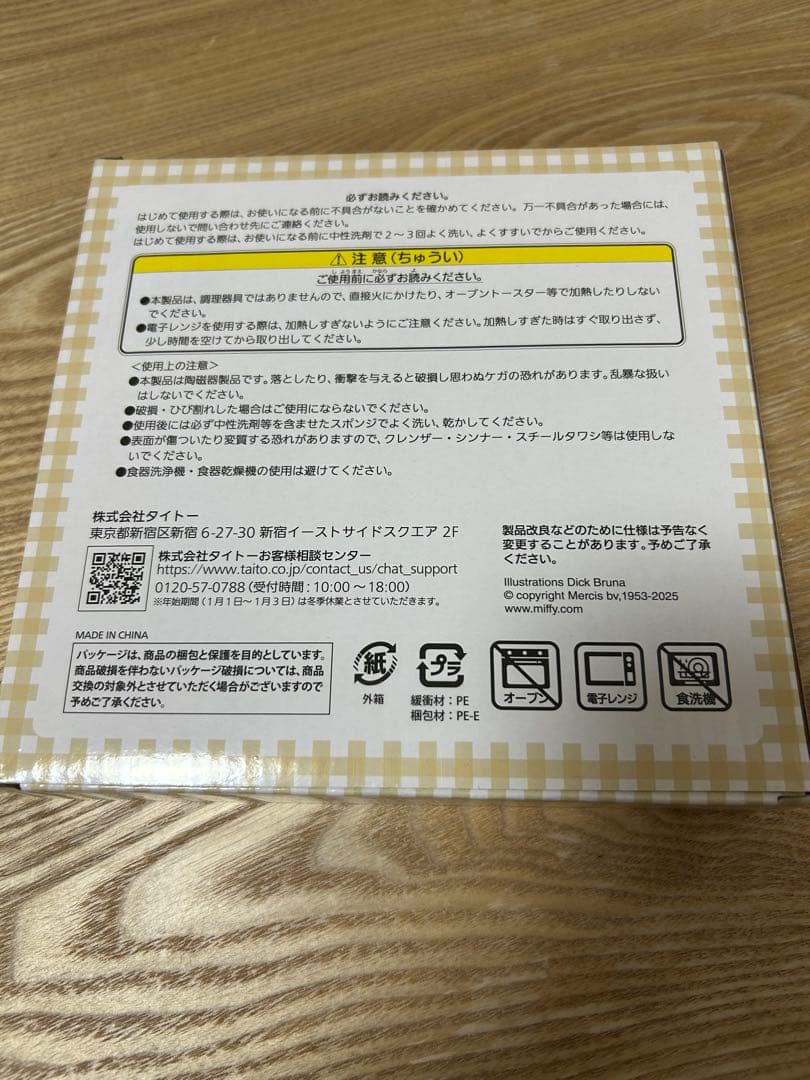 必ずお読みください。
はじめて使用する際は、お使いになる前に不具合がないことを確かめてください。万一不具合があった場合には、
使用しないで問い合わせ先にご連絡ください。
はじめて使用する際は、お使いになる前に中性洗剤で2～3回よく洗い、よくすすいでからご使用ください。
⚠注意(ちゅうい)
ご使用前に必ずお読みください。
●本製品は、調理器具ではありませんので、直接火にかけたり、オーブントースター等で加熱したりしない
でください。
●電子レンジを使用する際は、加熱しすぎないようにご注意ください。加熱しすぎた時はすぐ取り出さず、
少し時間を空けてから取り出してください。
＜使用上の注意＞
●本製品は陶磁器製品です。落としたり、衝撃を与えると破損し思わぬケガの恐れがあります。乱暴な扱い
はしないでください。
●破損・ひび割れした場合はご使用にならないでください。
●使用後には必ず中性洗剤等を含ませたスポンジでよく洗い、乾かしてください。
●表面が傷ついたり変質する恐れがありますので、クレンザー・シンナー・スチールタワシ等は使用しな
いでください。
●食器洗浄機・食器乾燥機の使用は避けてください。
株式会社タイトー
東京都新宿区新宿 6-27-30 新宿イーストサイドスクエア 2F
株式会社タイトーお客様相談センター
https://www.taito.co.jp/contact_us/chat_support
0120-57-0788(受付時間:10:00～18:00)
※年始期間(1月1日～1月3日)は冬季休業とさせていただきます。
製品改良などのために仕様は予告なく
変更することがあります。予めご了承
ください。
Illustrations Dick Bruna
© copyright Mercis bv,1953-2025
www.miffy.com
MADE IN CHINA
パッケージは、商品の梱包と保護を目的としています。
商品破損を伴わないパッケージ破損については、商品
交換の対象外とさせていただく場合がございますので
予めご了承ください。
紙
外箱
プラ
緩衝材:PE
梱包材:PE-E
オーブン
電子レンジ
食洗機